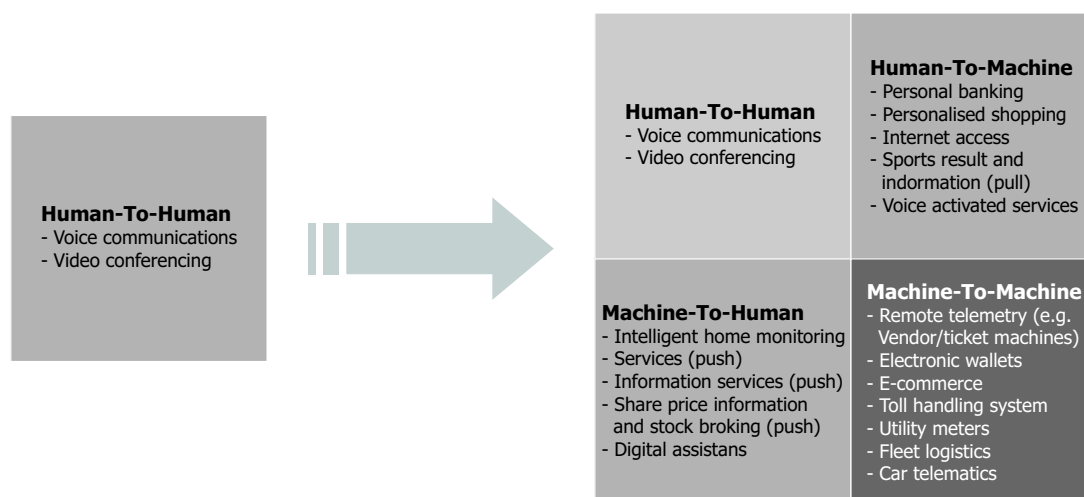 Human-To-Human
- Voice communications
- Video conferencing
Human-To-Human
- Voice communications
- Video conferencing
Human-To-Machine
- Personal banking
- Personalised shopping
- Internet access
- Sports result and
indormation (pull)
- Voice activated services
Machine-To-Human
- Intelligent home monitoring
- Services (push)
- Information services (push)
- Share price information
and stock broking (push)
- Digital assistans
Machine-To-Machine
- Remote telemetry (e.g.
Vendor/ticket machines)
- Electronic wallets
- E-commerce
- Toll handling system
- Utility meters
- Fleet logistics
- Car telematics